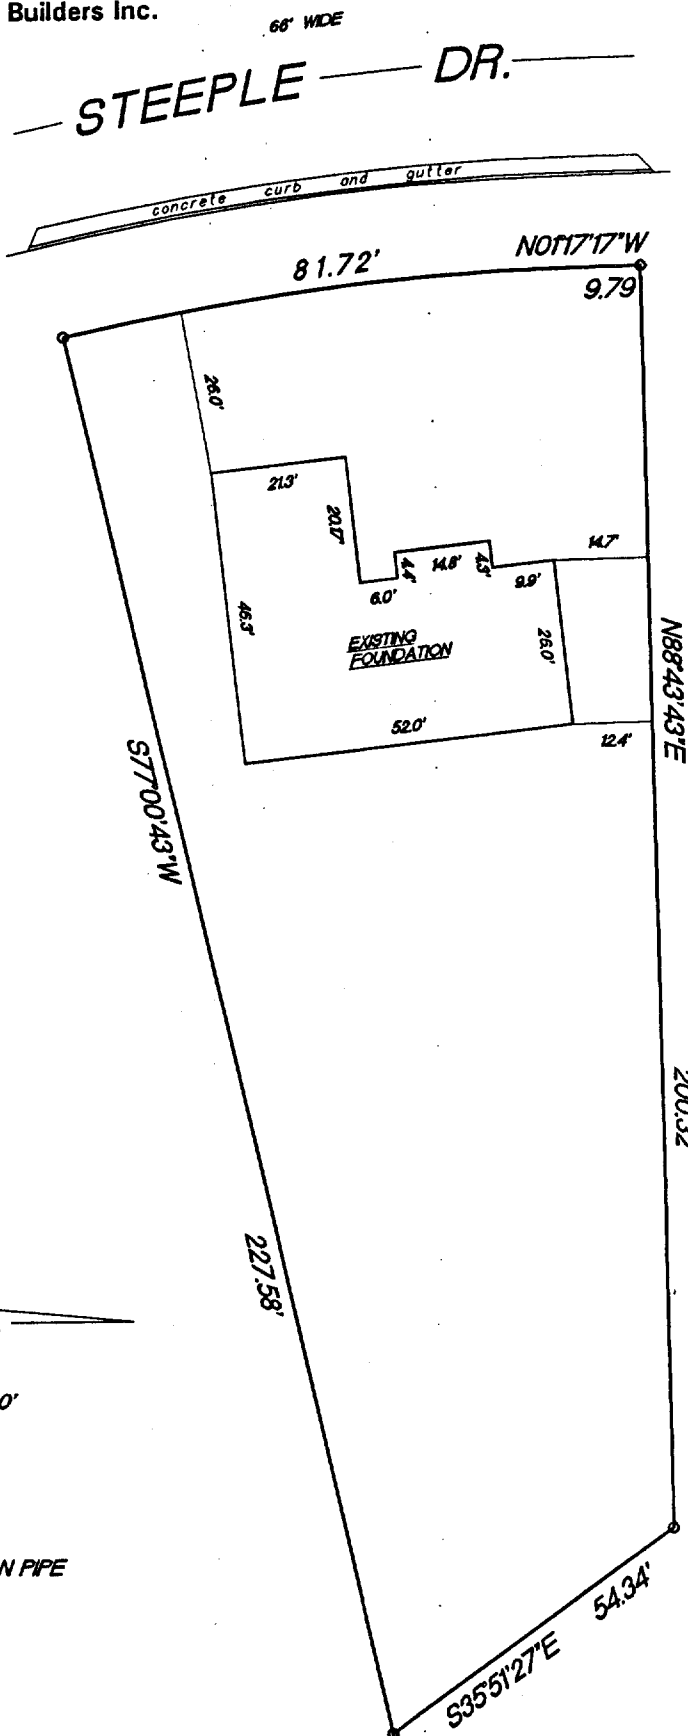 Builders Inc.
66' WIDE
STEEPLE DR.
concrete curb and gutter
81.72'
N01°17'17"W
9.79
26.0'
21.3'
20.17'
14.7'
4.4'
14.8'
4.3'
9.9'
6.0'
46.3'
EXISTING
FOUNDATION
26.0'
N88°43'43"E
52.0'
12.4'
S77°00'43"W
200.32
227.58'
0'
N PIPE
54.34'
S35°51'27"E